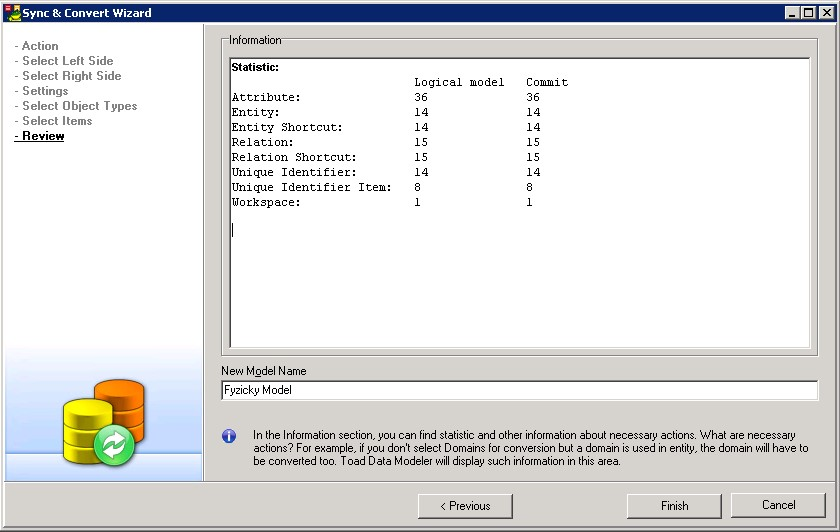 Sync & Convert Wizard
- Action
- Select Left Side
- Select Right Side
- Settings
- Select Object Types
- Select Items
- Review
Information
Statistic:
Logical model Commit
Attribute: 36 36
Entity: 14 14
Entity Shortcut: 14 14
Relation: 15 15
Relation Shortcut: 15 15
Unique Identifier: 14 14
Unique Identifier Item: 8 8
Workspace: 1 1
New Model Name
Fyzicky Model
In the Information section, you can find statistic and other information about necessary actions. What are necessary
actions? For example, if you don't select Domains for conversion but a domain is used in entity, the domain will have to
be converted too. Toad Data Modeler will display such information in this area.
< Previous Finish Cancel